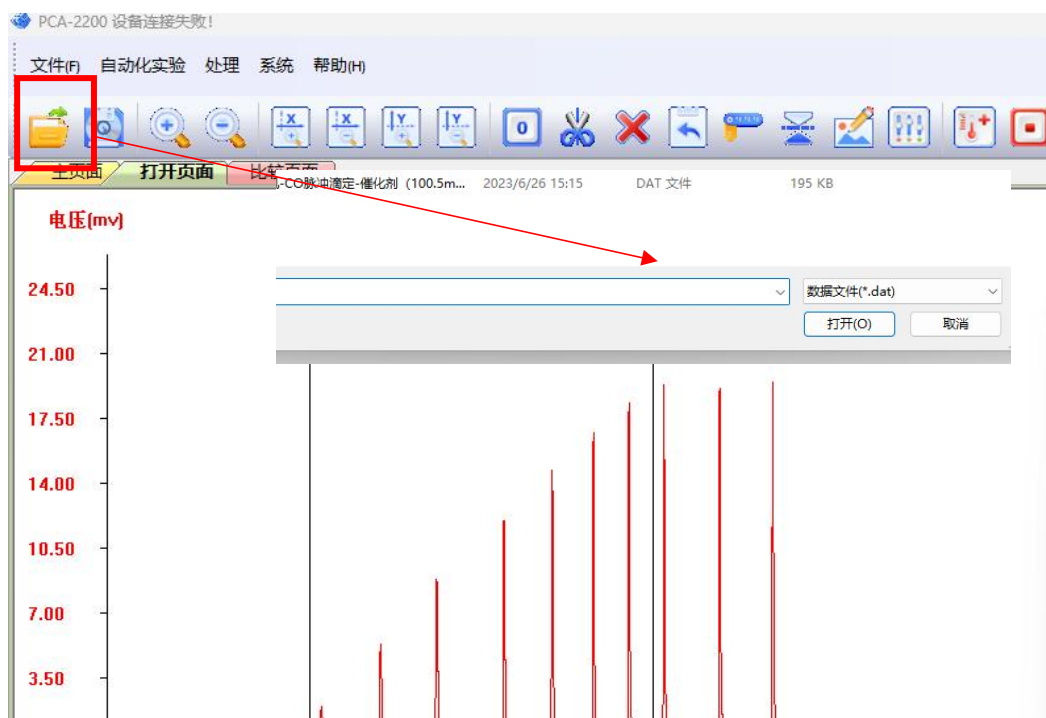 PCA-2200 设备连接失败!
文件(F) 自动化实验 处理 系统 帮助(H)
X X Y Y 0
主页面 打开页面 比较页面
-CO脉冲滴定-催化剂 (100.5m... 2023/6/26 15:15 DAT 文件 195 KB
电压[mv]
24.50
数据文件(*.dat)
打开(O) 取消
21.00
17.50
14.00
10.50
7.00
3.50